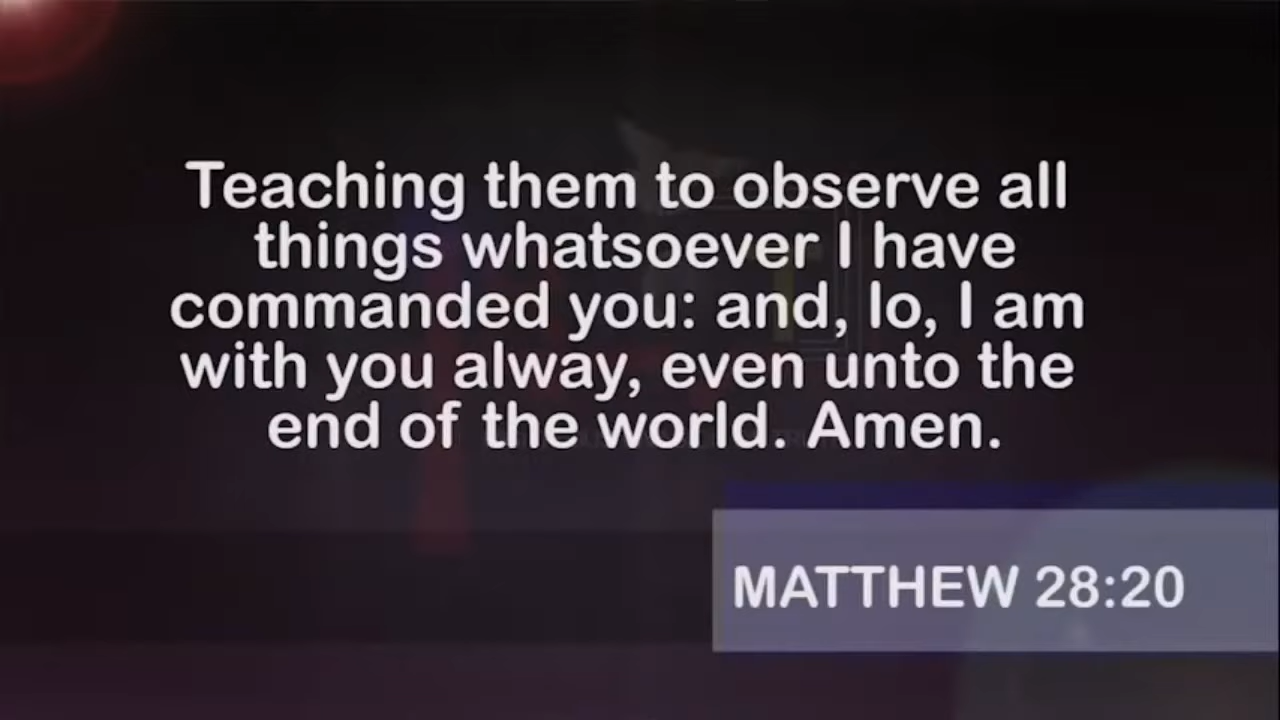 Teaching them to observe all
things whatsoever I have
commanded you: and, lo, I am
with you alway, even unto the
end of the world. Amen.
MATTHEW 28:20